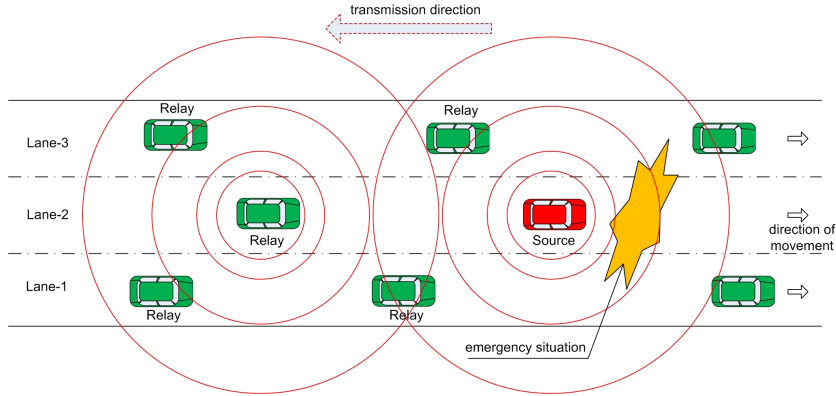 transmission direction
Relay
Relay
Lane-3
Lane-2
Relay
Source
direction of
movement
Lane-1
Relay
Relay
emergency situation